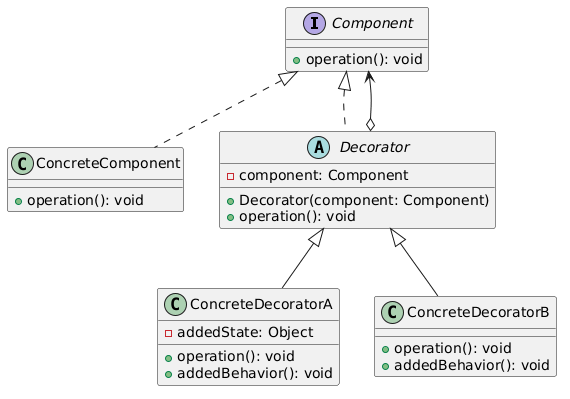 I Component
operation(): void
C ConcreteComponent
operation(): void
A Decorator
component: Component
Decorator(component: Component)
operation(): void
C ConcreteDecoratorA
addedState: Object
operation(): void
addedBehavior(): void
C ConcreteDecoratorB
operation(): void
addedBehavior(): void